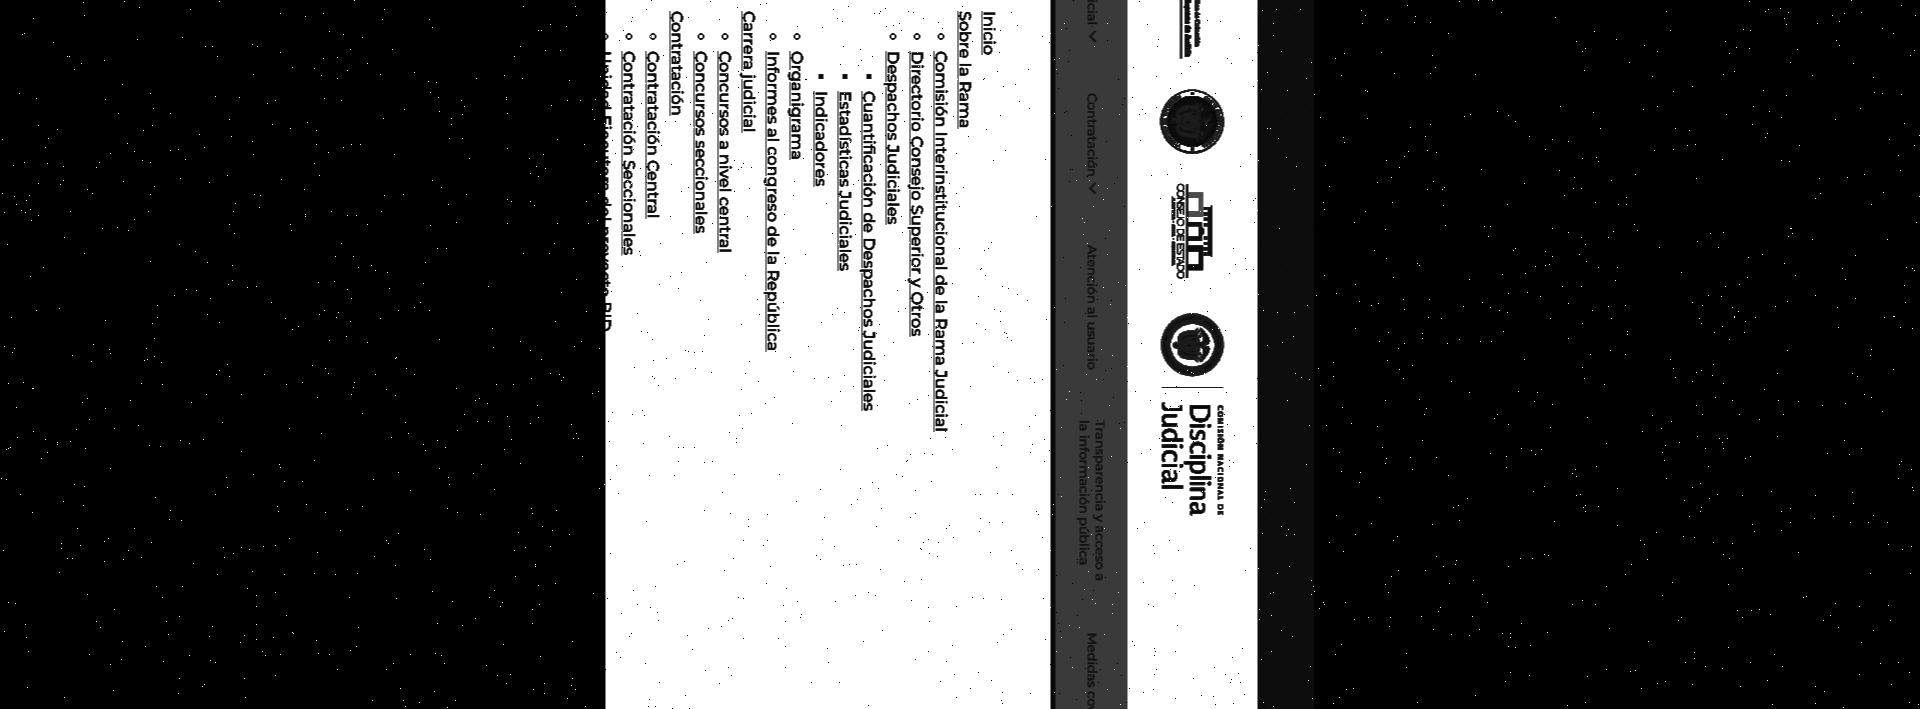 CONSEJO DE ESTADO
COMISIÓN NACIONAL DE
Disciplina
Judicial
icial
Contratación
Atención al usuario
Transparencia y acceso a
la información pública
Medidas
Inicio
Sobre la Rama
Comisión Interinstitucional de la Rama Judicial
Directorio Consejo Superior y Otros
Despachos Judiciales
Cuantificación de Despachos Judiciales
Estadísticas Judiciales
Indicadores
Organigrama
Informes al congreso de la República
Carrera judicial
Concursos a nivel central
Concursos seccionales
Contratación
Contratación Central
Contratación Seccionales